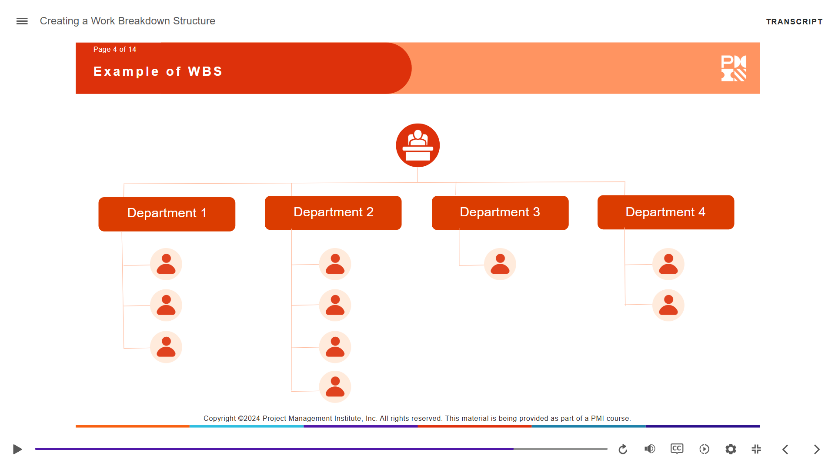 Creating a Work Breakdown Structure
TRANSCRIPT
Page 4 of 14
Example of WBS
PM
Department 1
Department 2
Department 3
Department 4
Copyright ©2024 Project Management Institute, Inc. All rights reserved. This material is being provided as part of a PMI course.
CC